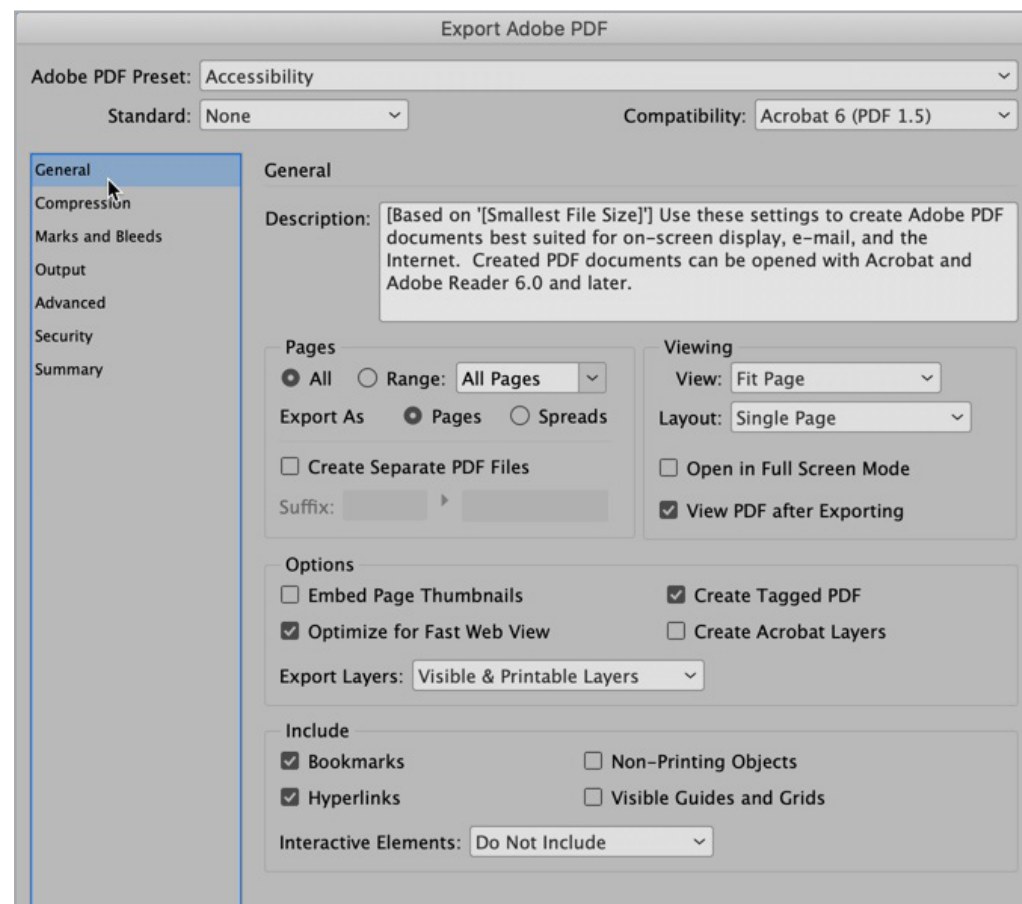 Export Adobe PDF
Adobe PDF Preset: Accessibility
Standard: None Compatibility: Acrobat 6 (PDF 1.5)
General
Compression
Marks and Bleeds
Output
Advanced
Security
Summary
General
Description: [Based on '[Smallest File Size]'] Use these settings to create Adobe PDF
documents best suited for on-screen display, e-mail, and the
Internet.  Created PDF documents can be opened with Acrobat and
Adobe Reader 6.0 and later.
Pages
All Range: All Pages
Export As Pages Spreads
Create Separate PDF Files
Suffix:
Viewing
View: Fit Page
Layout: Single Page
Open in Full Screen Mode
View PDF after Exporting
Options
Embed Page Thumbnails Create Tagged PDF
Optimize for Fast Web View Create Acrobat Layers
Export Layers: Visible & Printable Layers
Include
Bookmarks Non-Printing Objects
Hyperlinks Visible Guides and Grids
Interactive Elements: Do Not Include